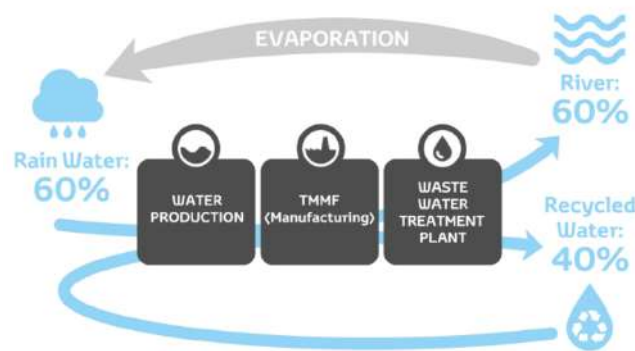 EVAPORATION
River:
60%
Rain Water:
60%
WATER
PRODUCTION
TMMF
(Manufacturing)
WASTE
WATER
TREATMENT
PLANT
Recycled
Water:
40%